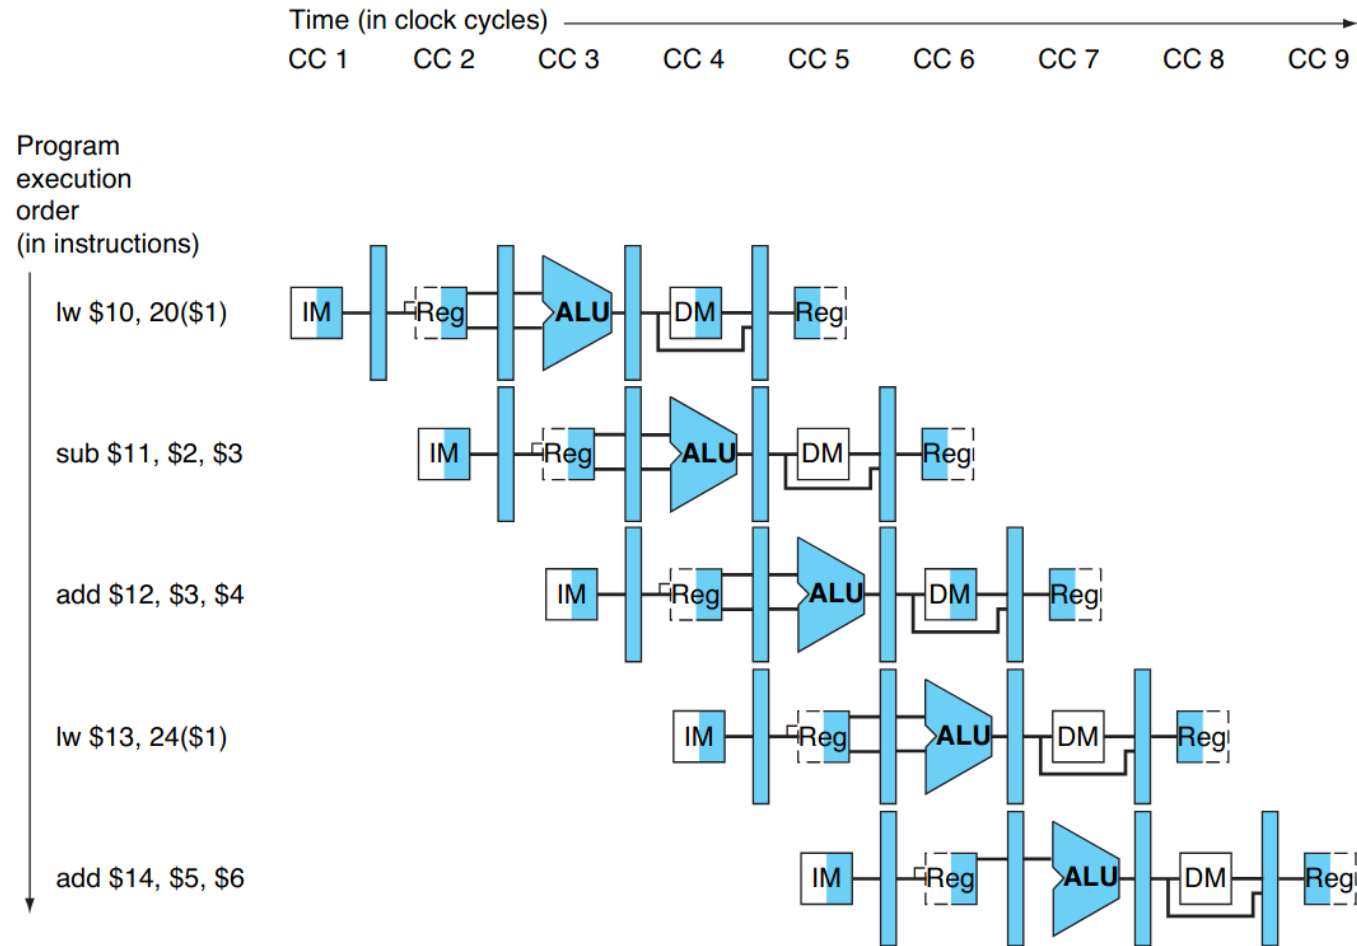 Time (in clock cycles)
CC 1 CC 2 CC 3 CC 4 CC 5 CC 6 CC 7 CC 8 CC 9
Program
execution
order
(in instructions)
lw $10, 20($1) IM Reg ALU DM Reg
sub $11, $2, $3 IM Reg ALU DM Reg
add $12, $3, $4 IM Reg ALU DM Reg
lw $13, 24($1) IM Reg ALU DM Reg
add $14, $5, $6 IM Reg ALU DM Reg